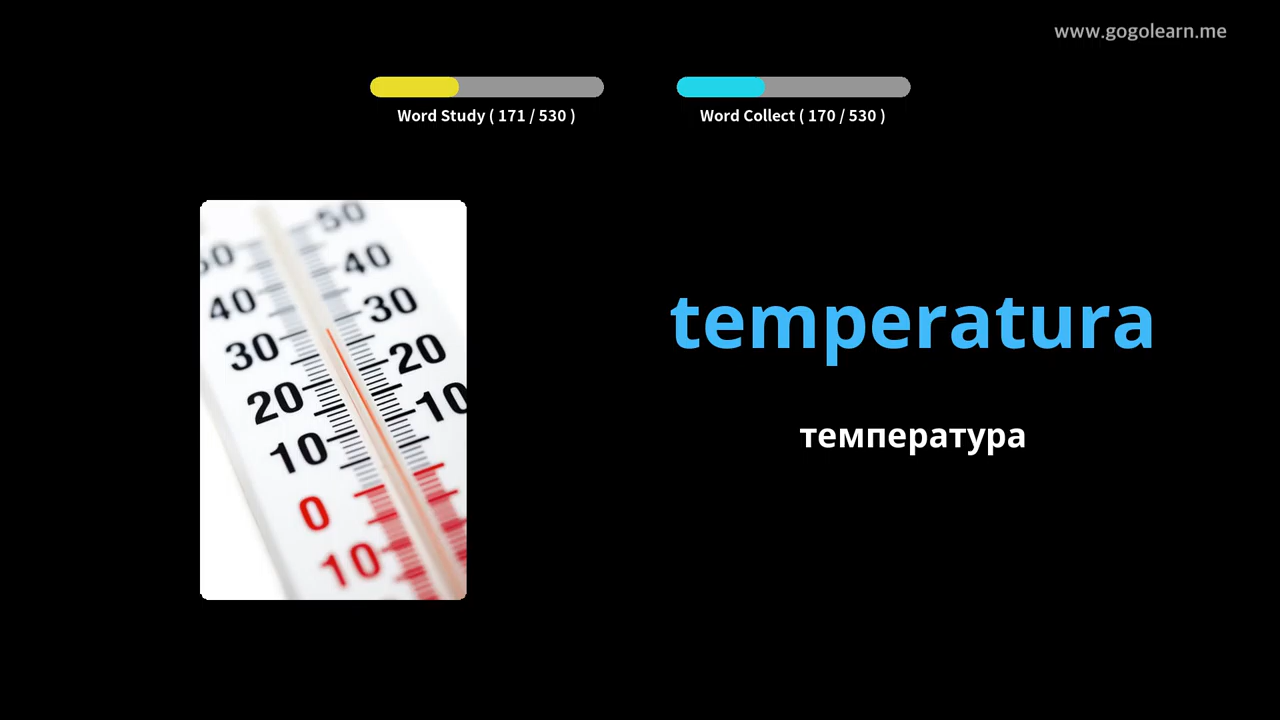 www.gogolearn.me
Word Study ( 171 / 530 )
Word Collect ( 170 / 530 )
50
40
40
30
30
20
20
10
10
0
10
temperatura
температура